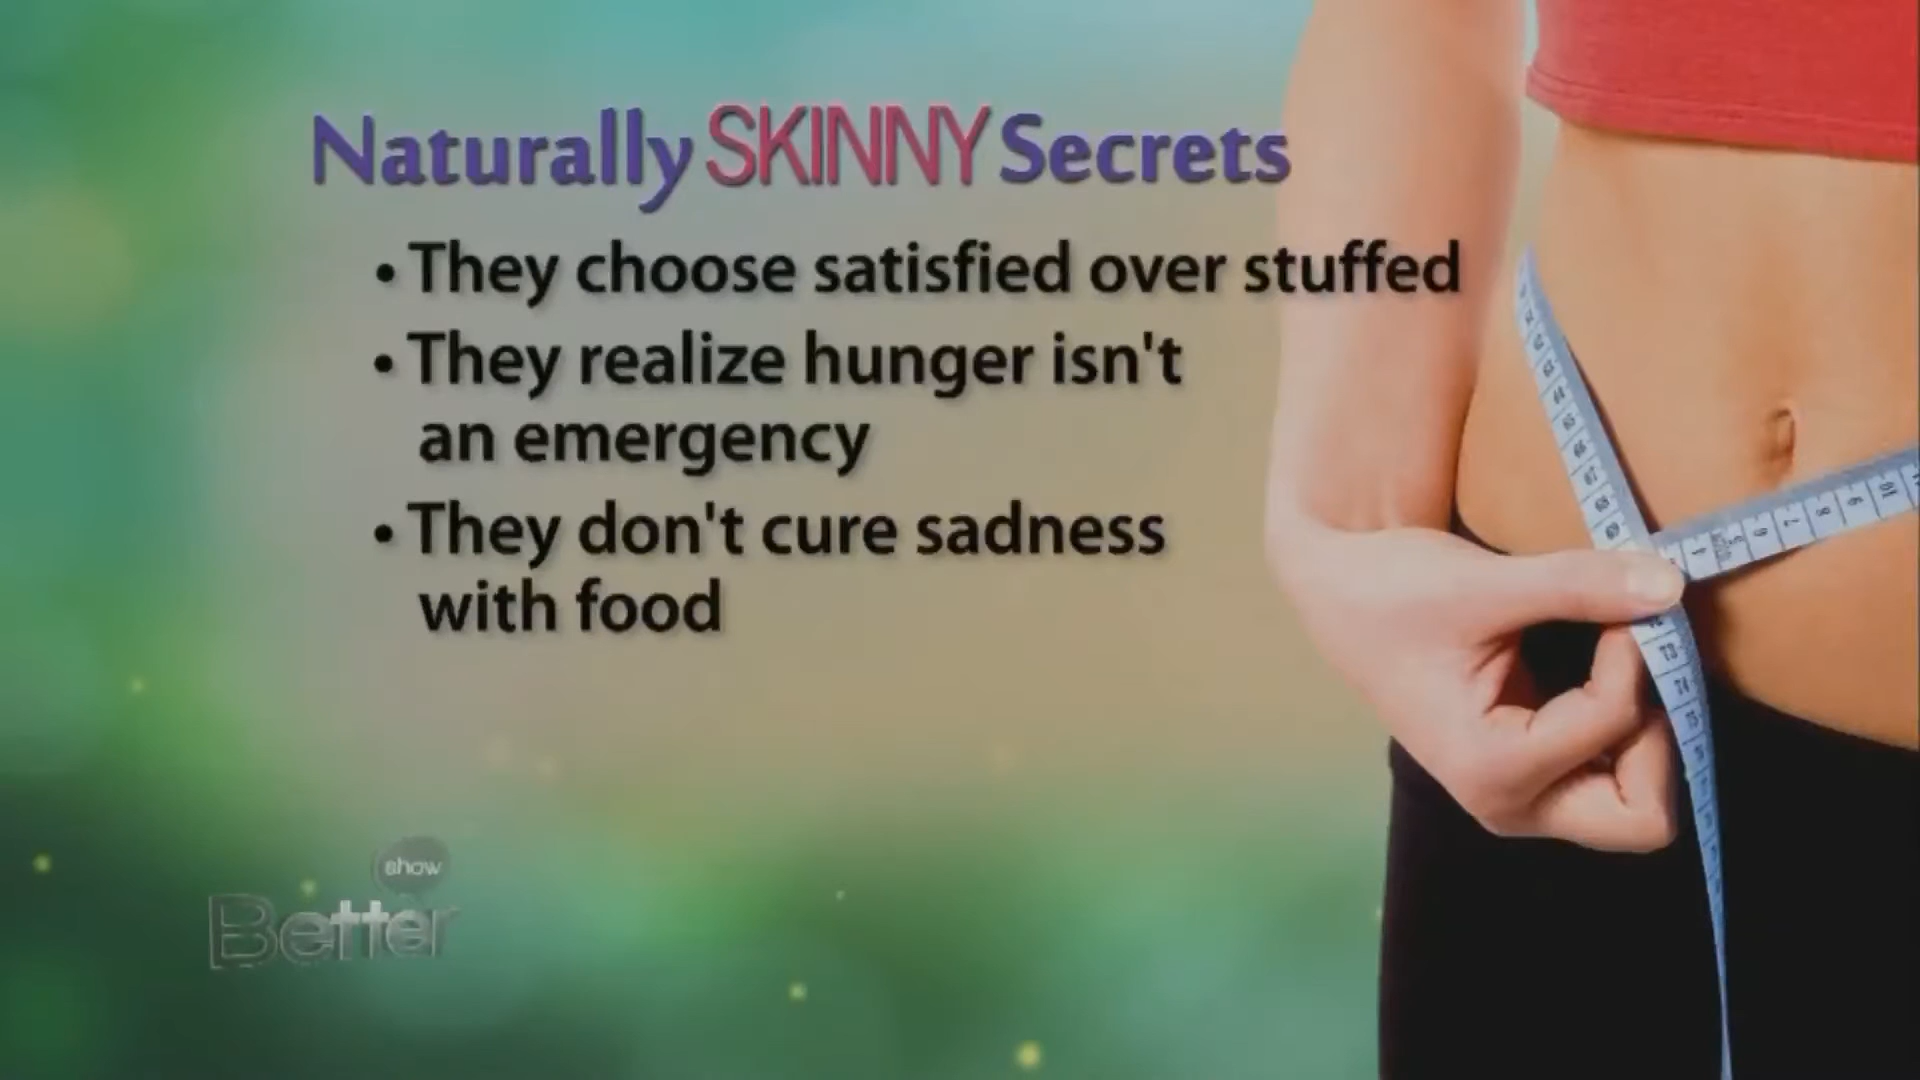 Naturally SKINNY Secrets
• They choose satisfied over stuffed
• They realize hunger isn't
an emergency
• They don't cure sadness
with food
show
Better